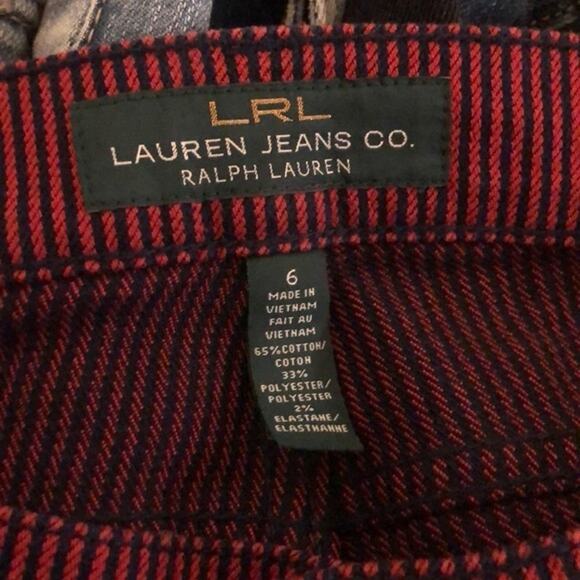 LRL
LAUREN JEANS CO.
RALPH LAUREN
6
MADE IN
VIETNAM
FAIT AU
VIETNAM
65% COTTON/
COTON
33%
POLYESTER/
POLYESTER
2%
ELASTANE/
ELASTHANNE